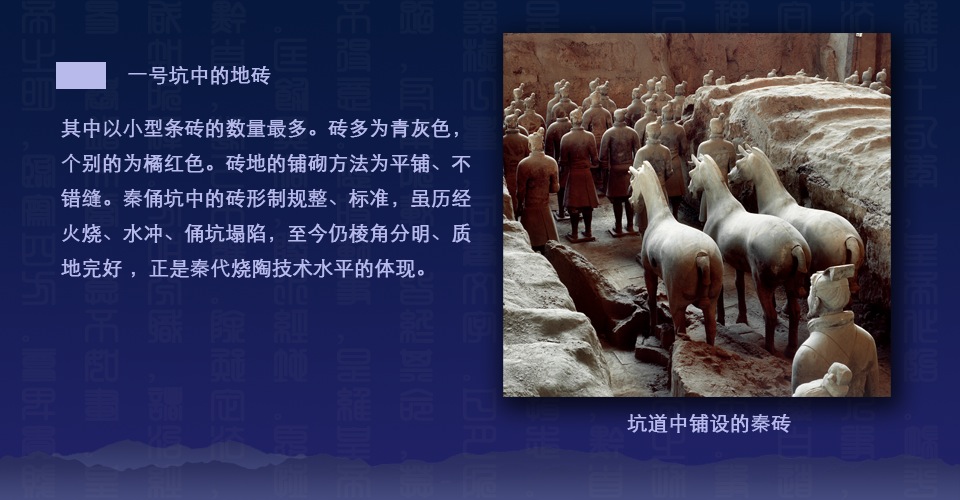 一号坑中的地砖
其中以小型条砖的数量最多。砖多为青灰色，
个别的为橘红色。砖地的铺砌方法为平铺、不
错缝。秦俑坑中的砖形制规整、标准，虽历经
火烧、水冲、俑坑塌陷，至今仍棱角分明、质
地完好 ，正是秦代烧陶技术水平的体现。
坑道中铺设的秦砖